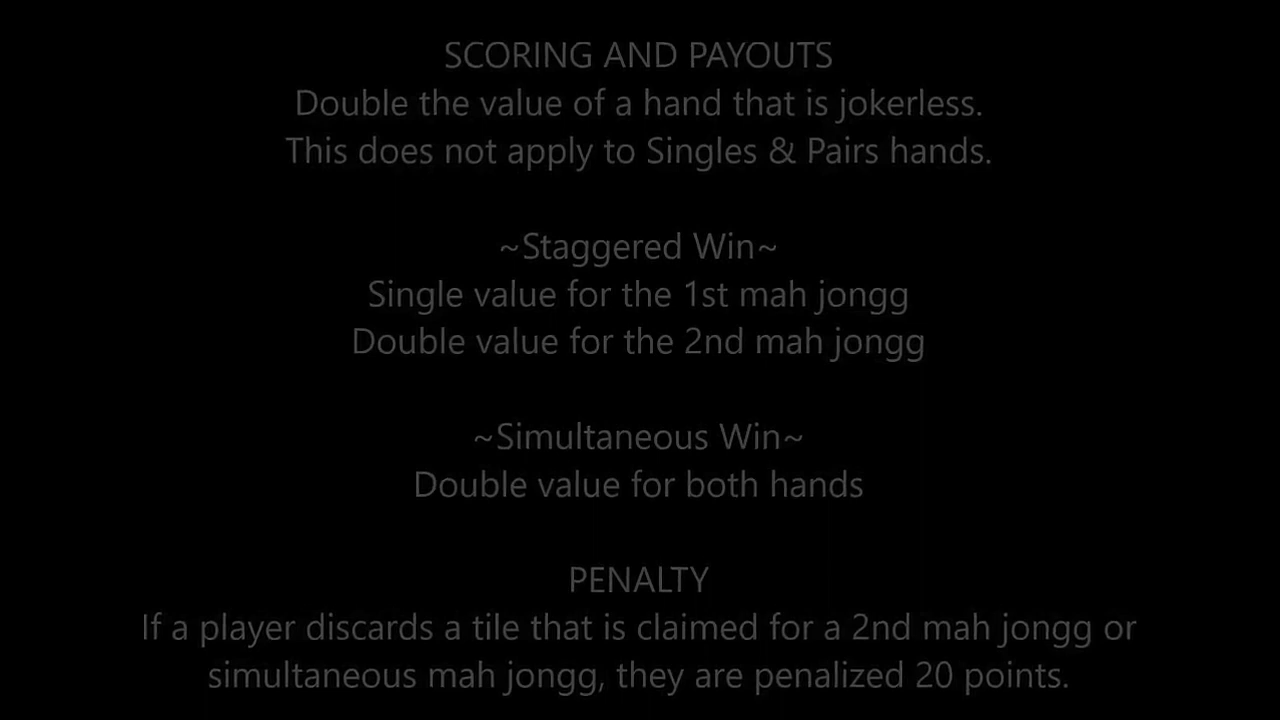 SCORING AND PAYOUTS
Double the value of a hand that is jokerless.
This does not apply to Singles & Pairs hands.
~Staggered Win~
Single value for the 1st mah jongg
Double value for the 2nd mah jongg
~Simultaneous Win~
Double value for both hands
PENALTY
If a player discards a tile that is claimed for a 2nd mah jongg or
simultaneous mah jongg, they are penalized 20 points.